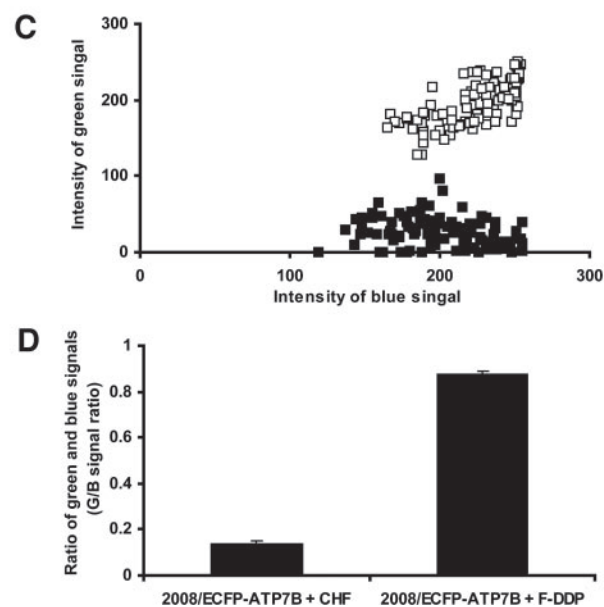 C
Intensity of green singal
300
200
100
0
0
100
200
300
Intensity of blue singal
D
Ratio of green and blue signals
(G/B signal ratio)
1
0.8
0.6
0.4
0.2
0
2008/ECFP-ATP7B + CHF
2008/ECFP-ATP7B + F-DDP